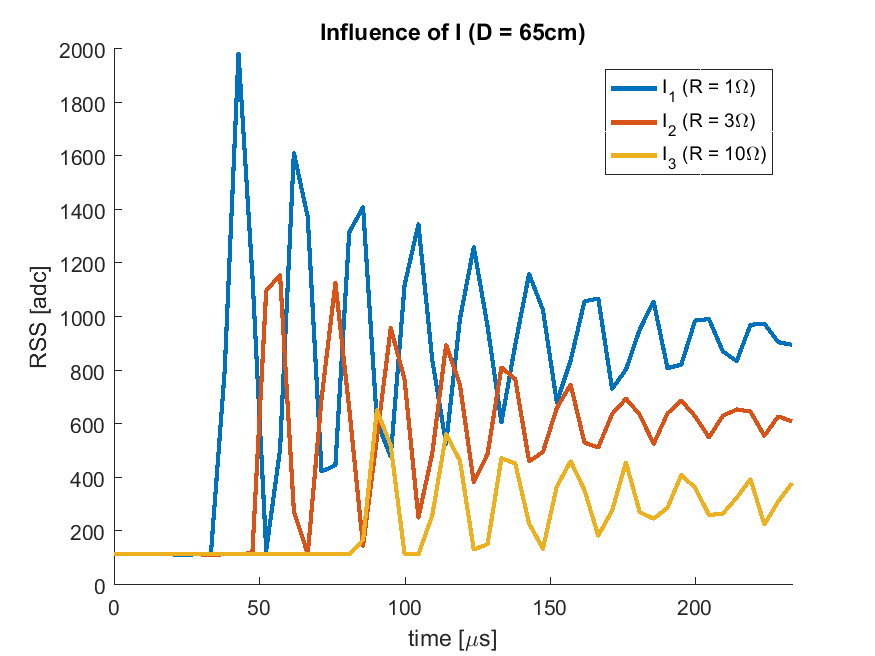 Influence of I (D = 65cm)
I1 (R = 1Ω)
I2 (R = 3Ω)
I3 (R = 10Ω)
RSS [adc]
2000
1800
1600
1400
1200
1000
800
600
400
200
0
0 50 100 150 200
time [μs]